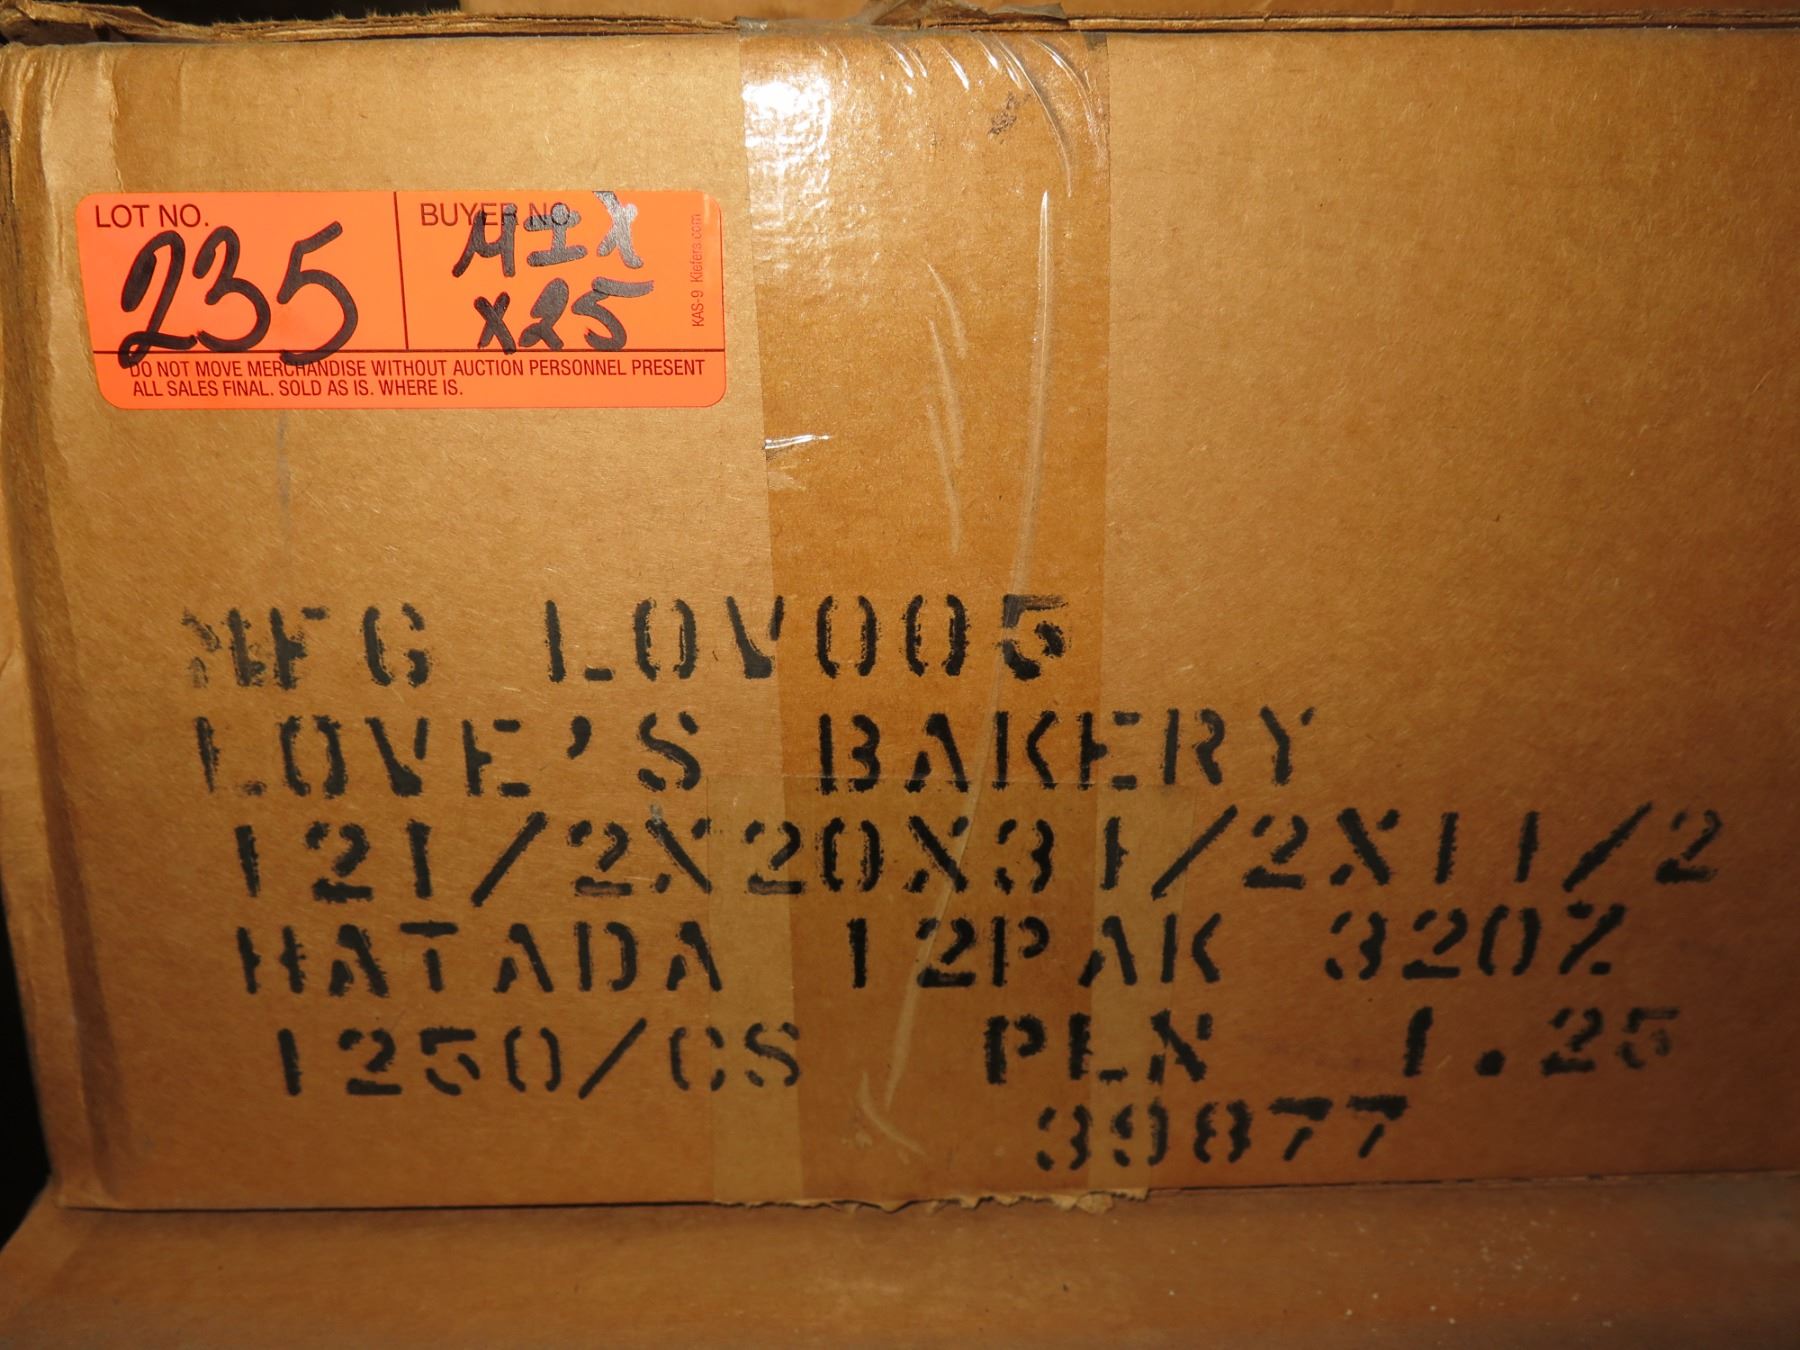 LOT NO.
235
BUYER NO.
MIX
x25
KAS-9 Kiefers.com
DO NOT MOVE MERCHANDISE WITHOUT AUCTION PERSONNEL PRESENT
ALL SALES FINAL. SOLD AS IS. WHERE IS.
MFG LOV005
LOVE'S BAKERY
121/2X20X31/2X11/2
HATADA 12PAK 32OZ
1250/CS PLN 1.25
39877